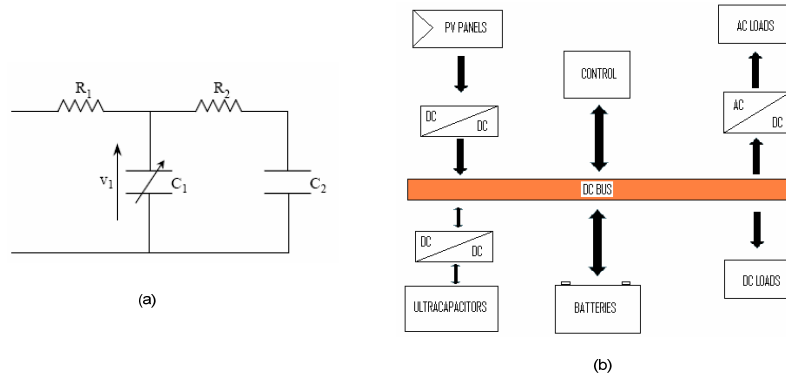 R1
R2
v1
C1
C2
(a)
PV PANELS
DC
DC
CONTROL
AC LOADS
AC
DC
DC BUS
DC
DC
ULTRACAPACITORS
BATTERIES
DC LOADS
(b)